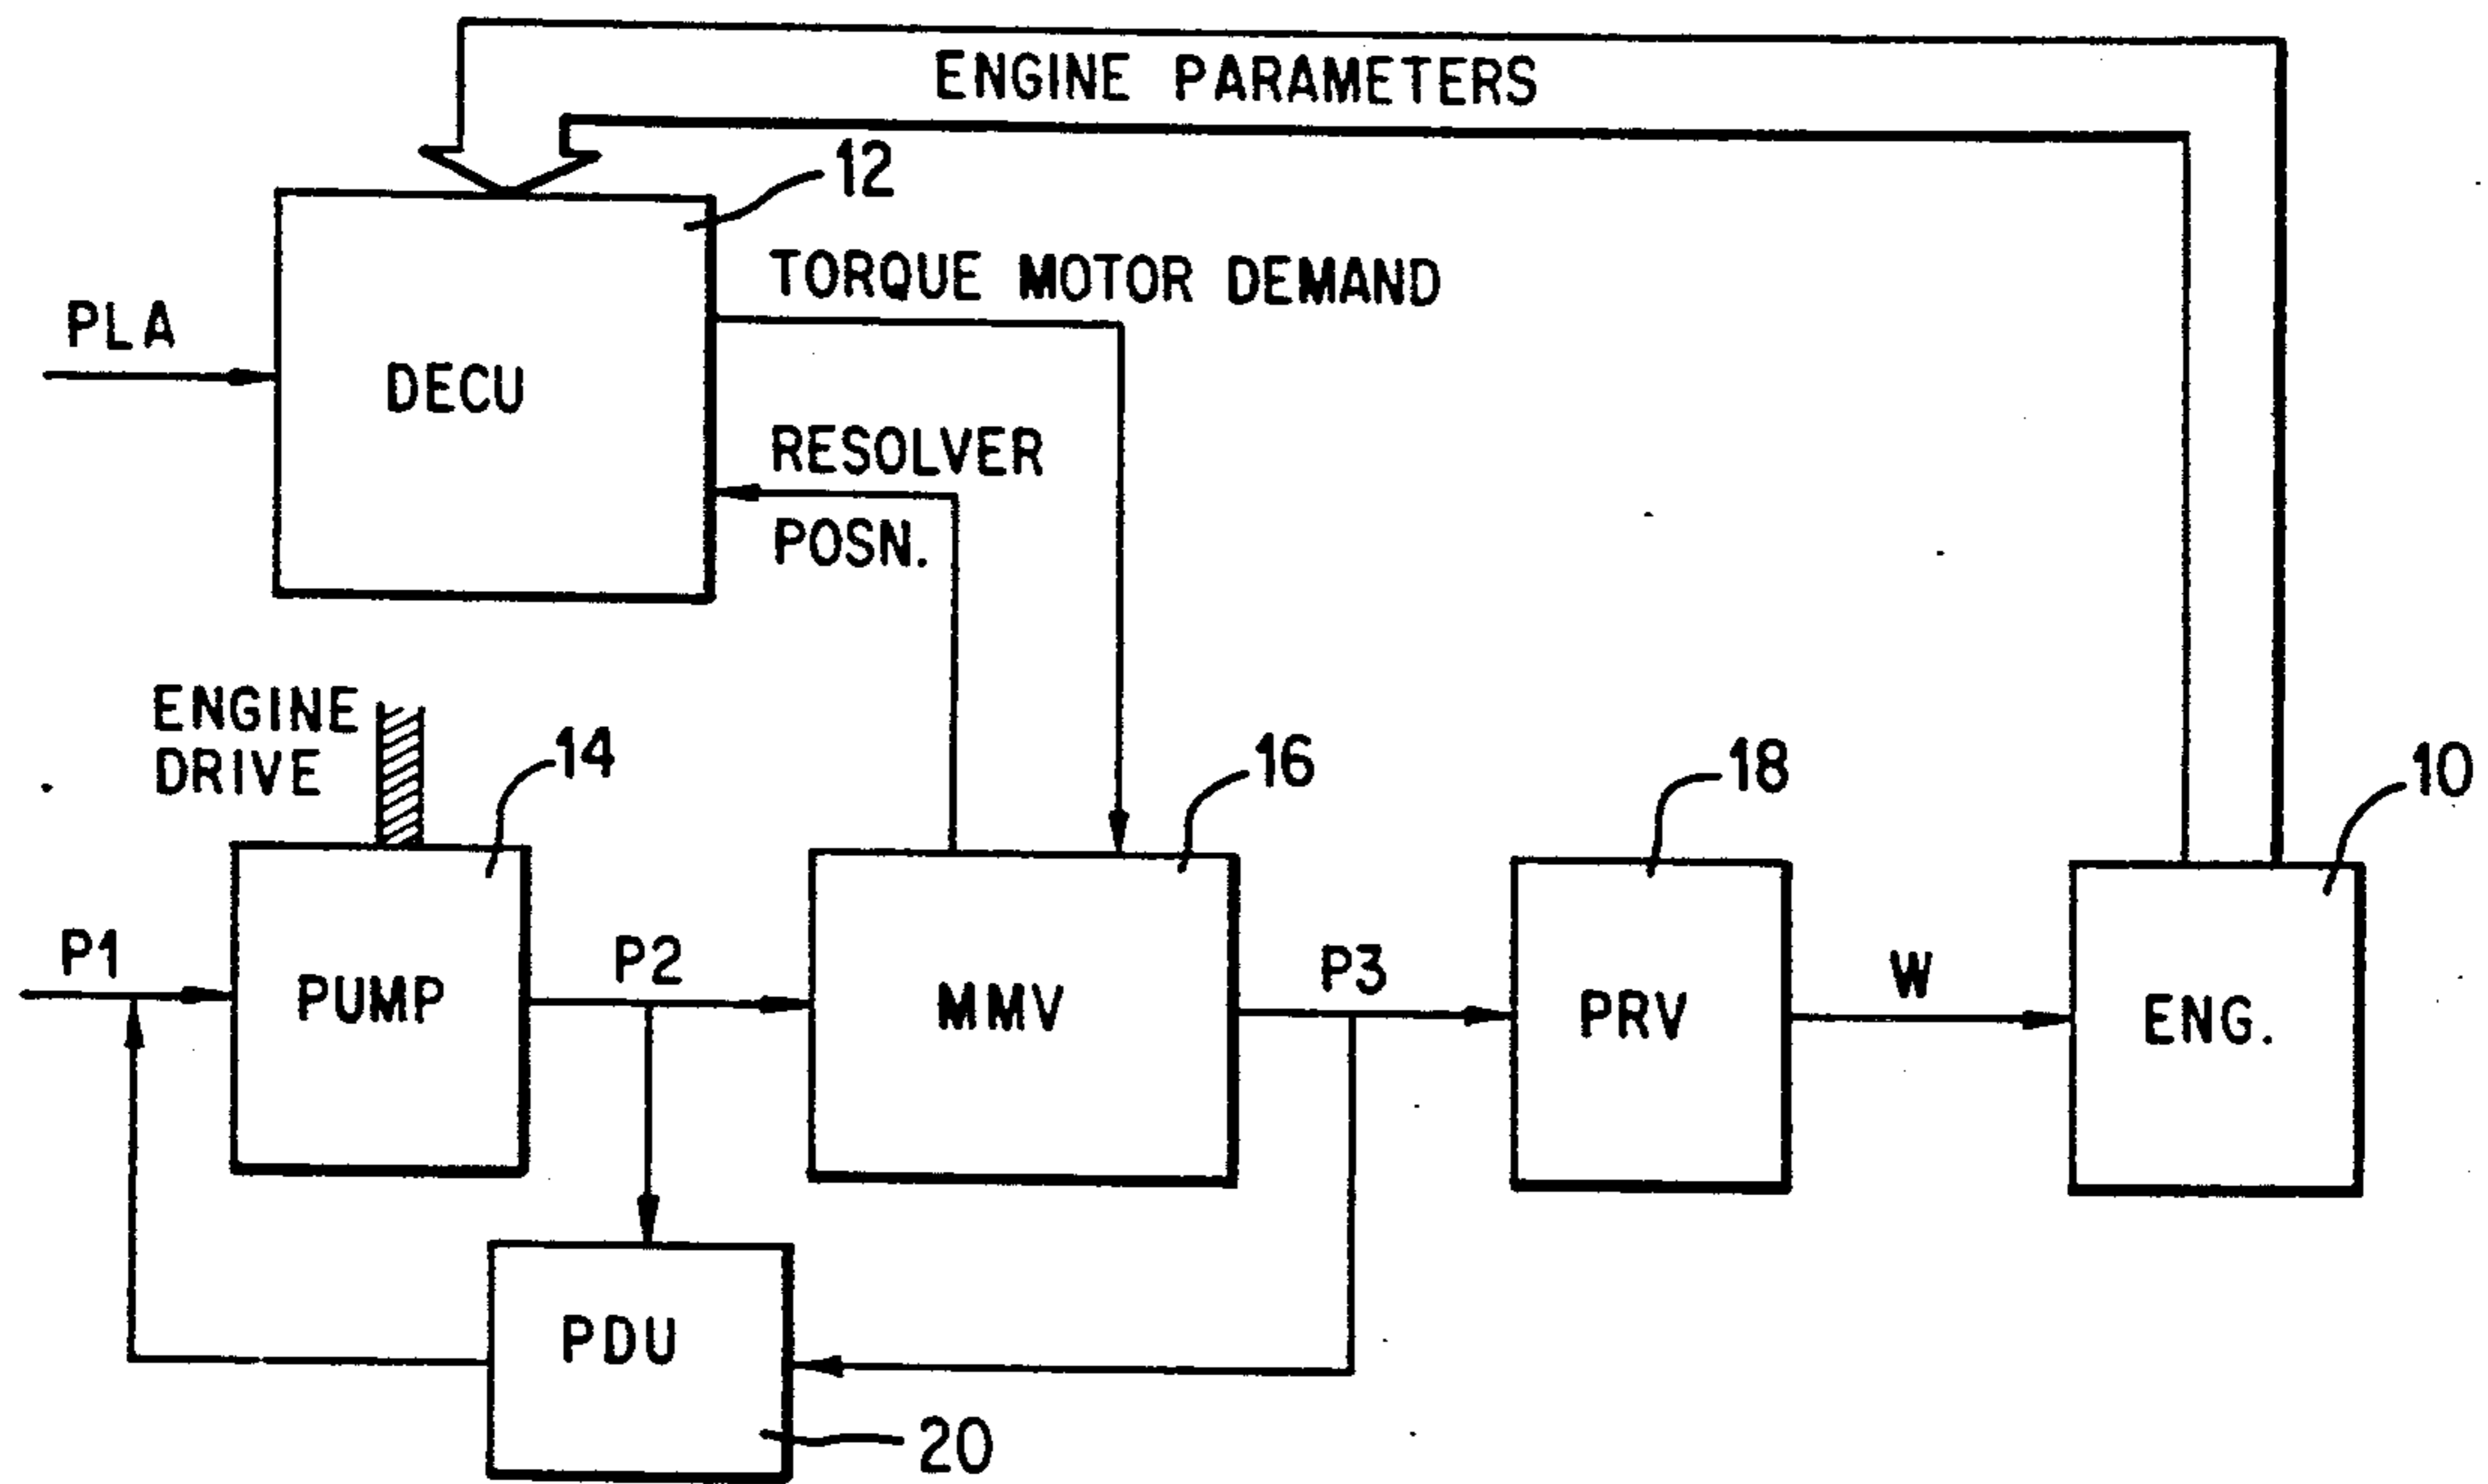 ENGINE PARAMETERS
12
TORQUE MOTOR DEMAND
PLA
DECU
RESOLVER
POSN.
ENGINE
DRIVE
14
16
18
10
P1
PUMP
P2
MMV
P3
PRV
W
ENG.
PDU
20